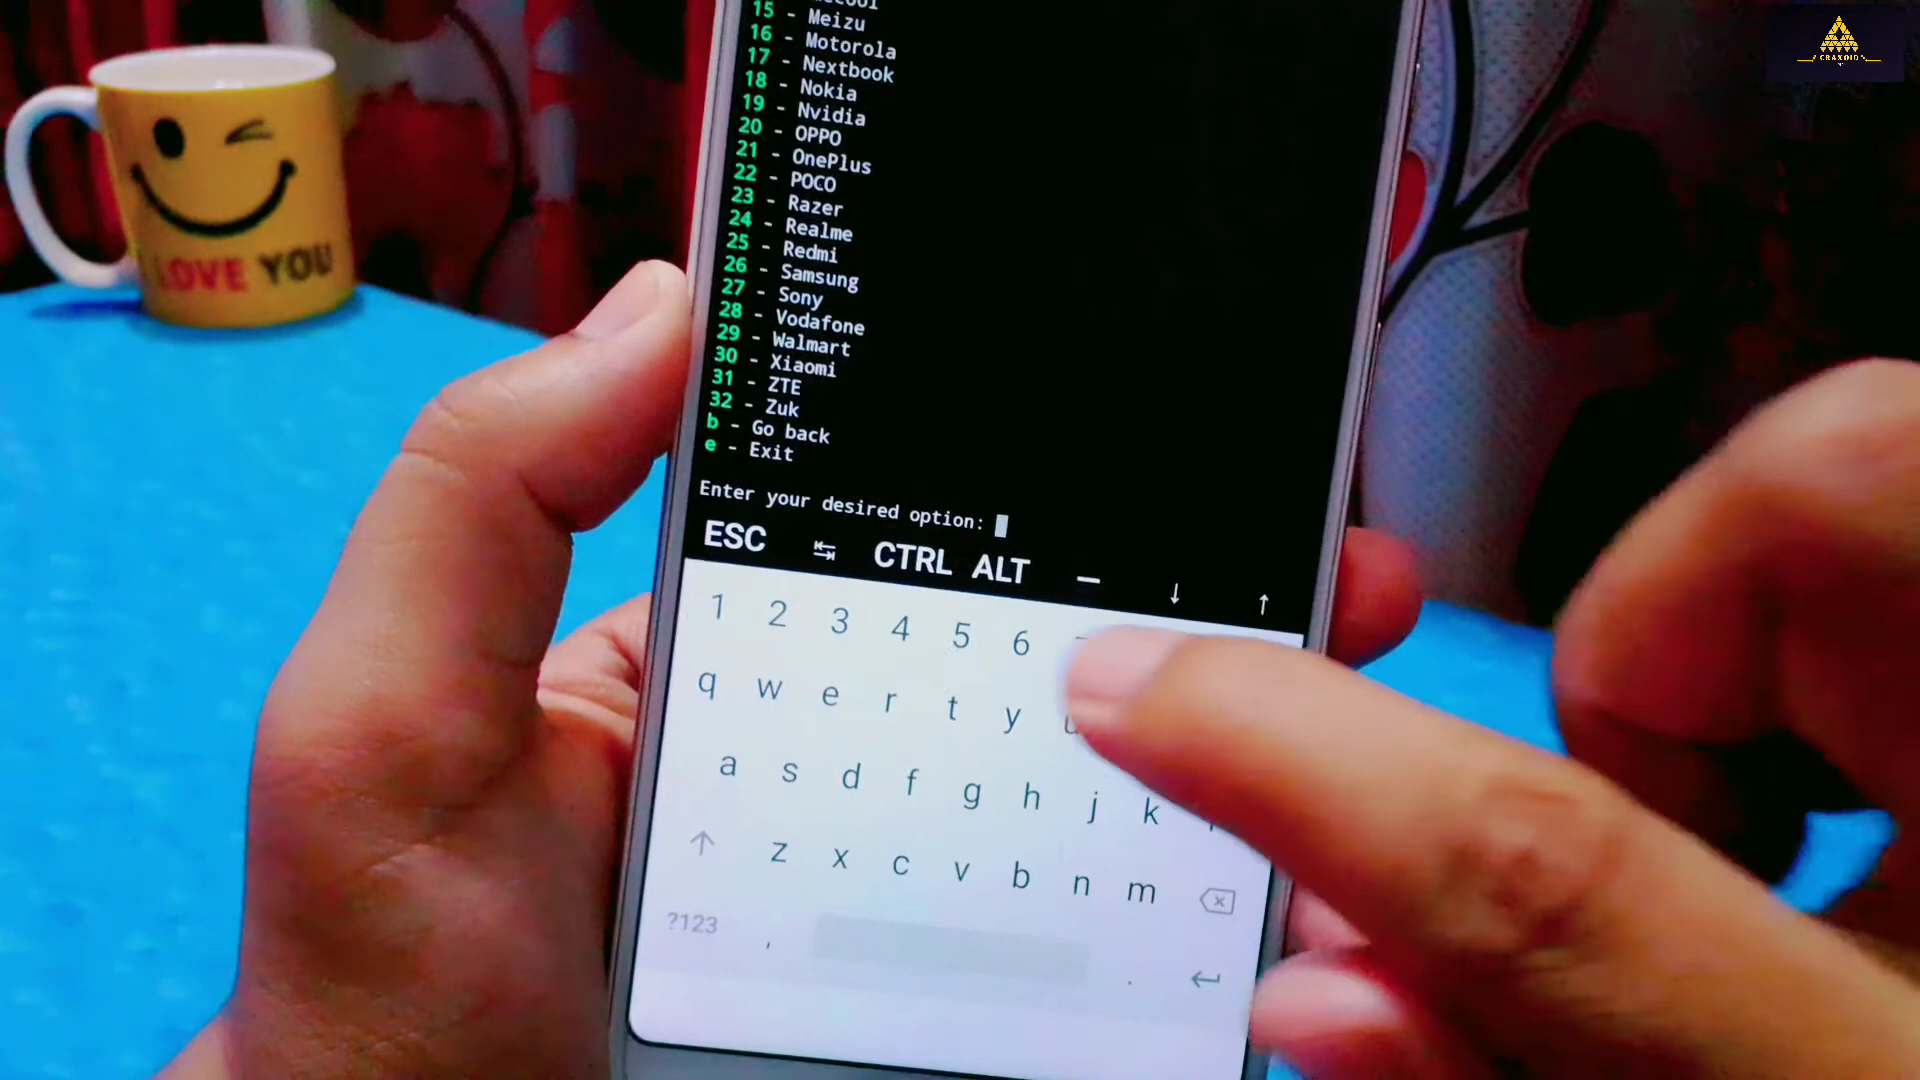 CRAXOID
15 - Meizu
16 - Motorola
17 - Nextbook
18 - Nokia
19 - Nvidia
20 - OPPO
21 - OnePlus
22 - POCO
23 - Razer
24 - Realme
25 - Redmi
26 - Samsung
27 - Sony
28 - Vodafone
29 - Walmart
30 - Xiaomi
31 - ZTE
32 - Zuk
b - Go back
e - Exit
Enter your desired option:
ESC ↹ CTRL ALT — ↓ ↑
1 2 3 4 5 6
q w e r t y u
a s d f g h j k
z x c v b n m
?123 , .
LOVE YOU